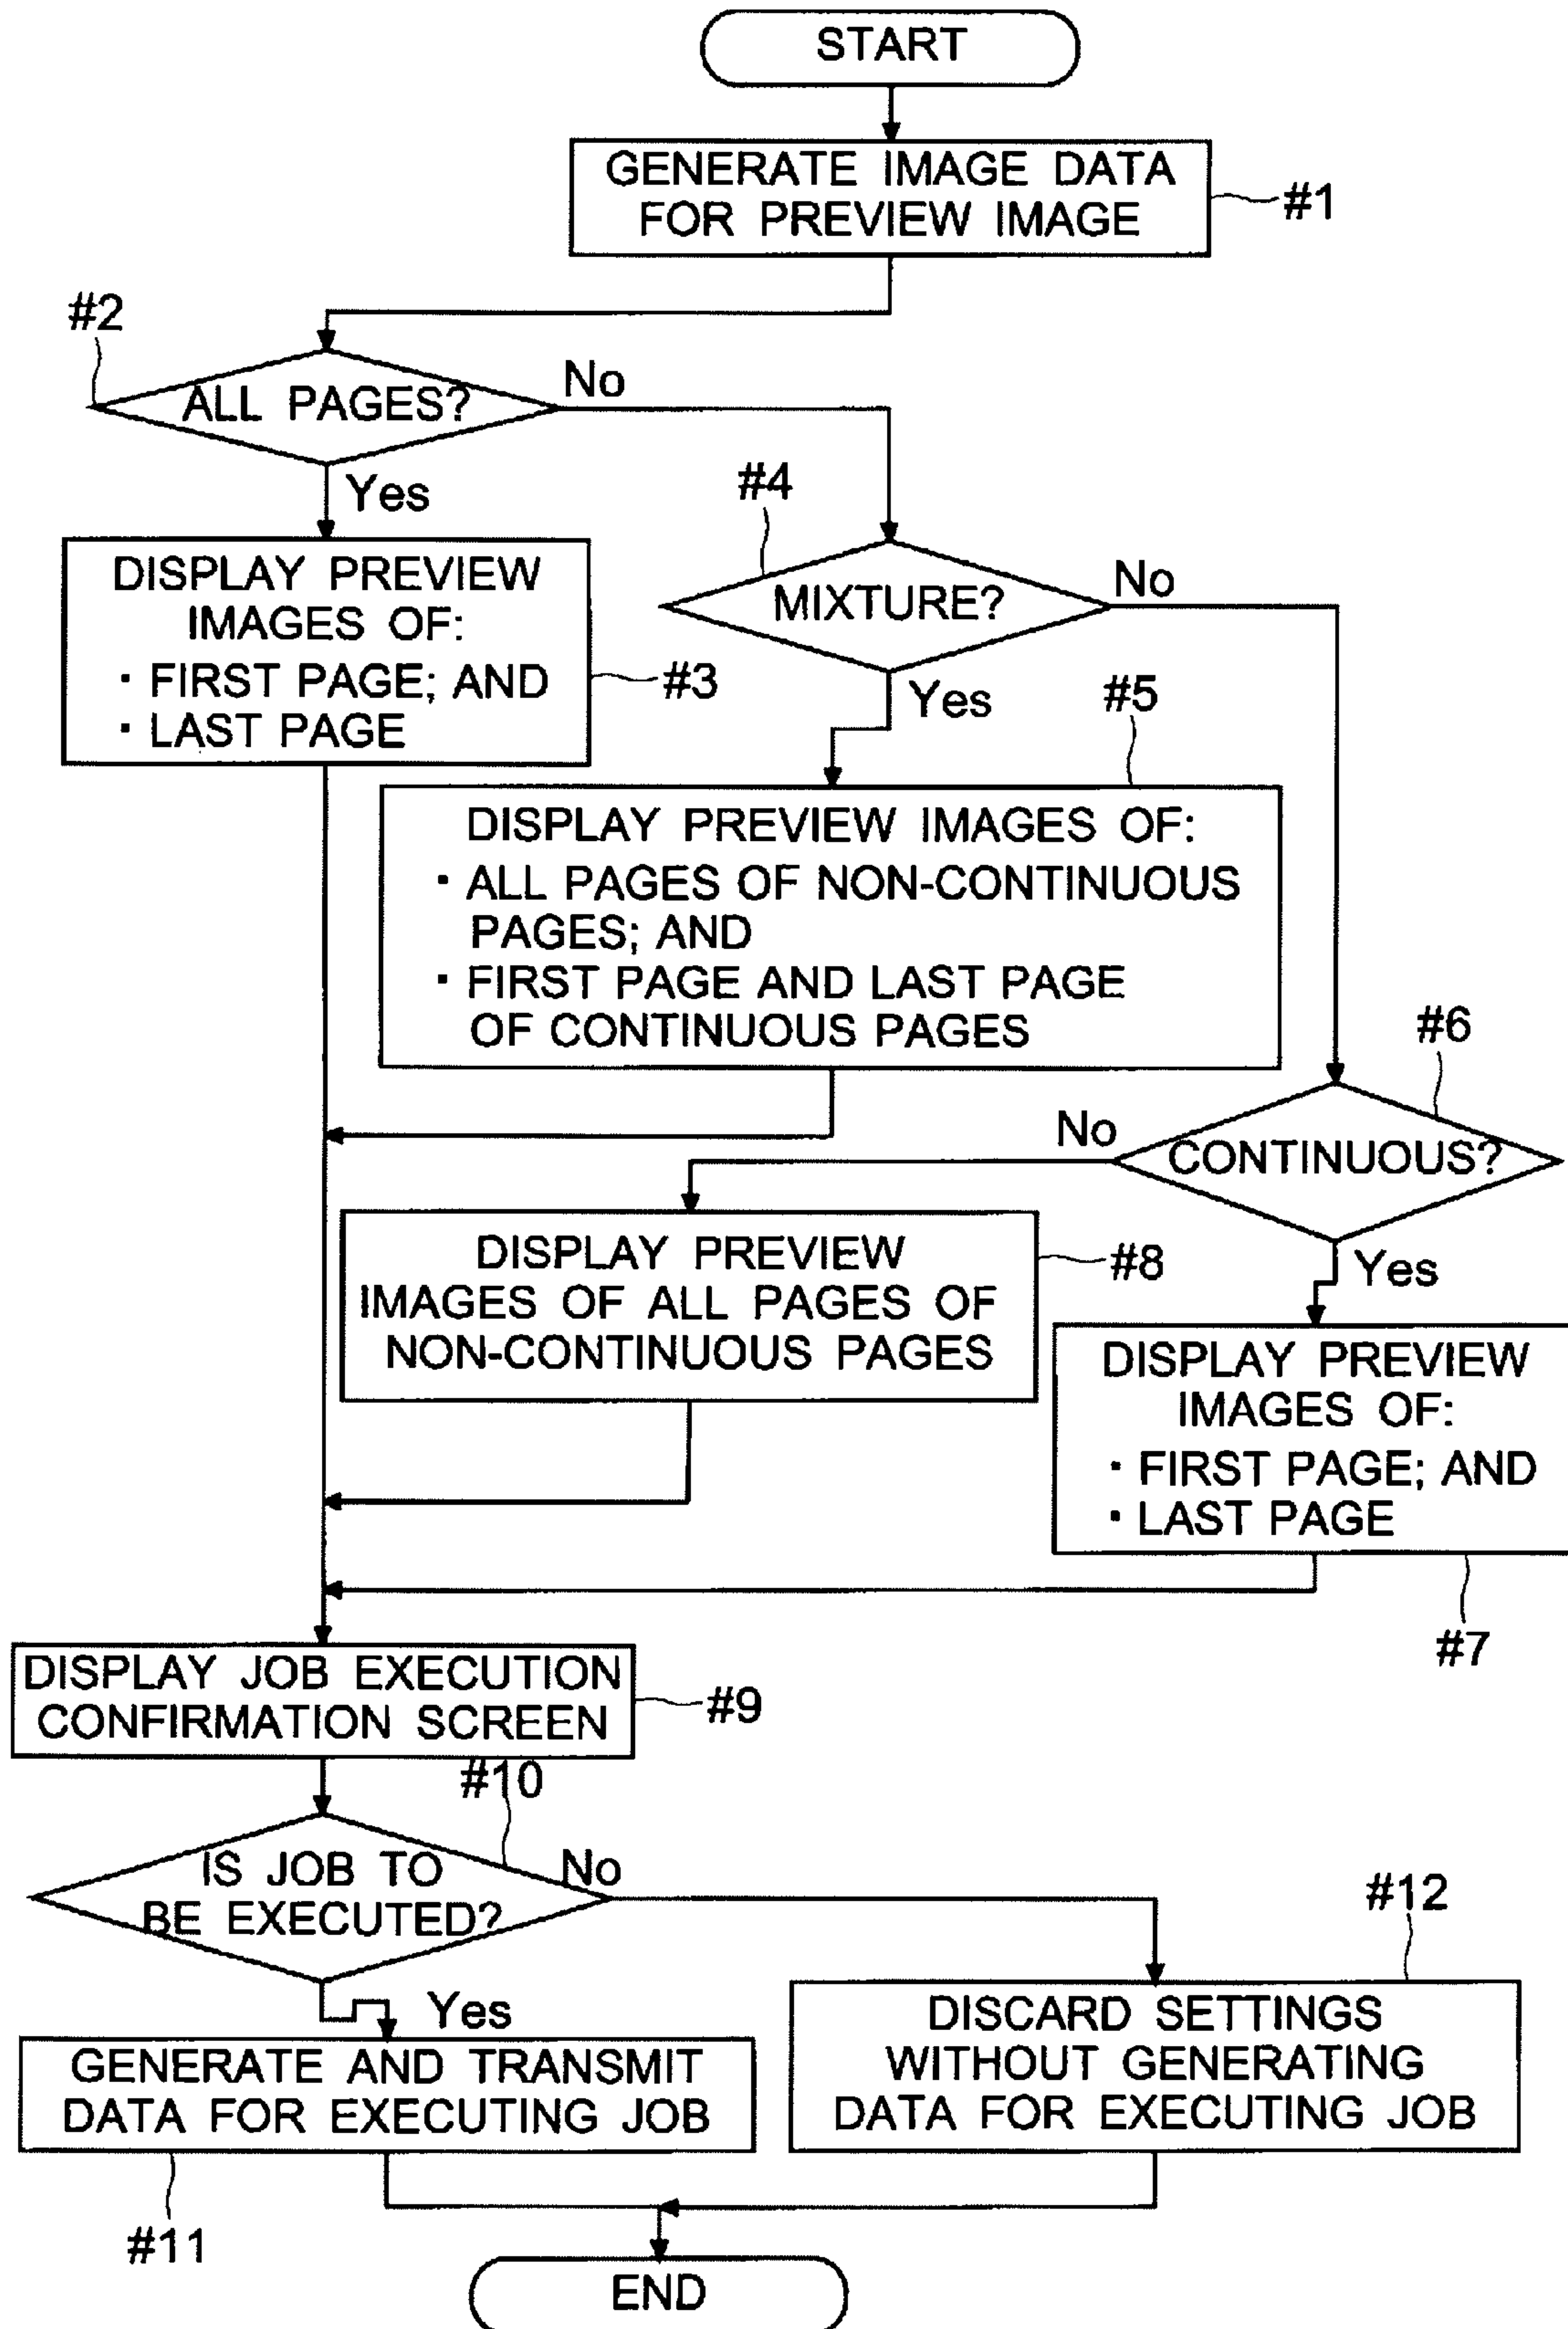 START
GENERATE IMAGE DATA
FOR PREVIEW IMAGE
#1
#2
ALL PAGES?
No
Yes
#4
MIXTURE?
No
Yes
DISPLAY PREVIEW
IMAGES OF:
· FIRST PAGE; AND
· LAST PAGE
#3
#5
DISPLAY PREVIEW IMAGES OF:
· ALL PAGES OF NON-CONTINUOUS
PAGES; AND
· FIRST PAGE AND LAST PAGE
OF CONTINUOUS PAGES
#6
CONTINUOUS?
No
Yes
DISPLAY PREVIEW
IMAGES OF ALL PAGES OF
NON-CONTINUOUS PAGES
#8
DISPLAY PREVIEW
IMAGES OF:
· FIRST PAGE; AND
· LAST PAGE
#7
DISPLAY JOB EXECUTION
CONFIRMATION SCREEN
#9
#10
IS JOB TO
BE EXECUTED?
No
Yes
#12
GENERATE AND TRANSMIT
DATA FOR EXECUTING JOB
#11
DISCARD SETTINGS
WITHOUT GENERATING
DATA FOR EXECUTING JOB
END